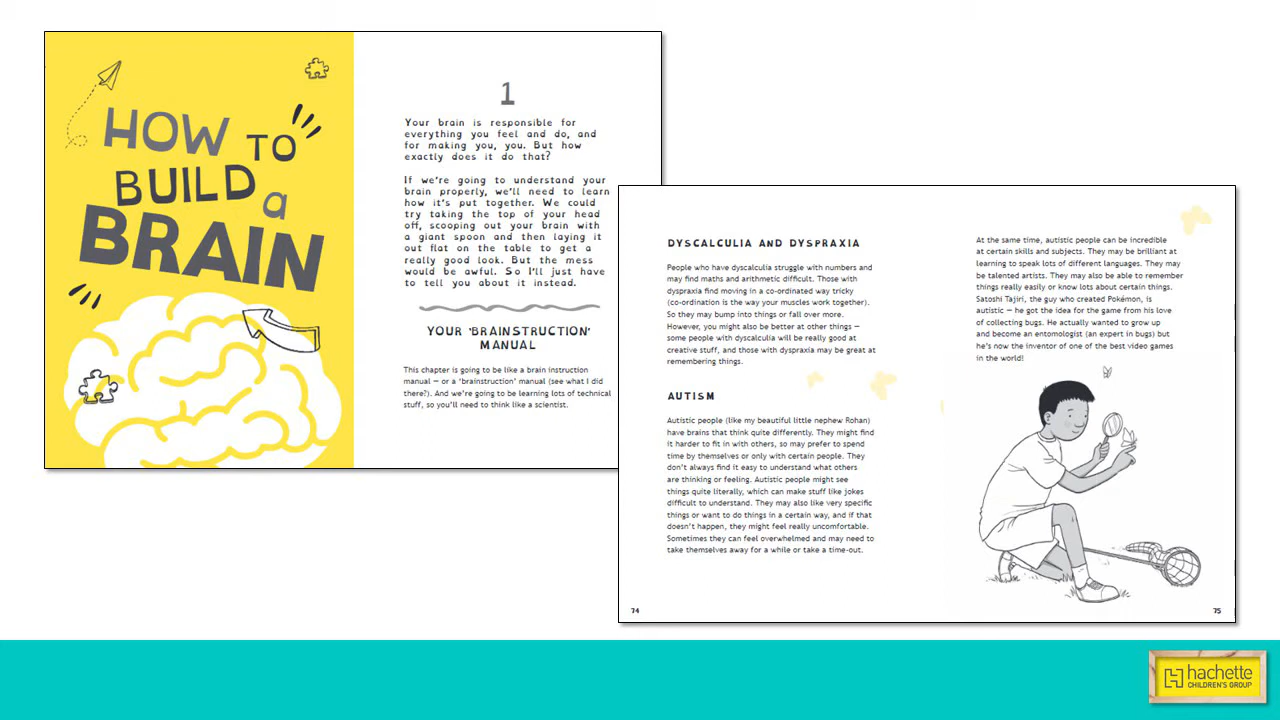 HOW TO
BUILD a
BRAIN
1
Your brain is responsible for
everything you feel and do, and
for making you, you. But how
exactly does it do that?
If we're going to understand your
brain properly, we'll need to learn
how it's put together. We could
try taking the top of your head
off, scooping out your brain with
a giant spoon and then laying it
out flat on the table to get a
really good look. But the mess
would be awful. So I'll just have
to tell you about it instead.
YOUR 'BRAINSTRUCTION'
MANUAL
This chapter is going to be like a brain instruction
manual – or a 'brainstruction' manual (see what I did
there?). And we're going to be learning lots of technical
stuff, so you'll need to think like a scientist.
DYSCALCULIA AND DYSPRAXIA
People who have dyscalculia struggle with numbers and
may find maths and arithmetic difficult. Those with
dyspraxia find moving in a co-ordinated way tricky
(co-ordination is the way your muscles work together).
So they may bump into things or fall over more.
However, you might also be better at other things –
some people with dyscalculia will be really good at
creative stuff, and those with dyspraxia may be great at
remembering things.
AUTISM
Autistic people (like my beautiful little nephew Rohan)
have brains that think quite differently. They might find
it harder to fit in with others, so may prefer to spend
time by themselves or only with certain people. They
don't always find it easy to understand what others
are thinking or feeling. Autistic people might see
things quite literally, which can make stuff like jokes
difficult to understand. They may also like very specific
things or want to do things in a certain way, and if that
doesn't happen, they might feel really uncomfortable.
Sometimes they can feel overwhelmed and may need to
take themselves away for a while or take a time-out.
74
At the same time, autistic people can be incredible
at certain skills and subjects. They may be brilliant at
learning to speak lots of different languages. They may
be talented artists. They may also be able to remember
things really easily or know lots about certain things.
Satoshi Tajiri, the guy who created Pokémon, is
autistic – he got the idea for the game from his love
of collecting bugs. He actually wanted to grow up
and become an entomologist (an expert in bugs) but
he's now the inventor of one of the best video games
in the world!
75
hachette
CHILDREN'S GROUP